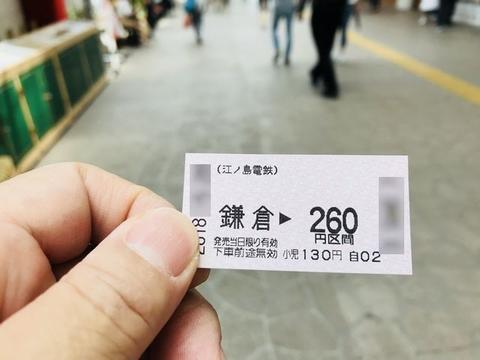 (江ノ島電鉄)
鎌倉▶260
円区間
発売当日限り有効
下車前途無効 小児130円 自02